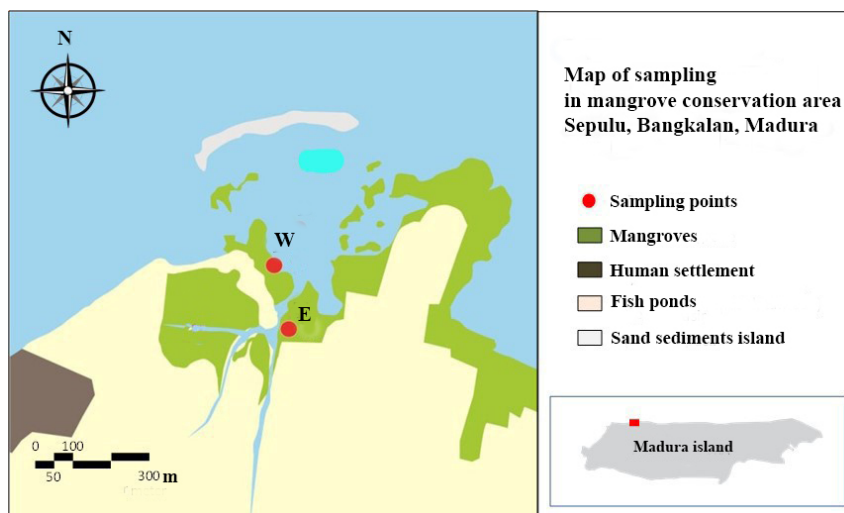 N
W
E
0 100
50 300 m
Map of sampling
in mangrove conservation area
Sepulu, Bangkalan, Madura
Sampling points
Mangroves
Human settlement
Fish ponds
Sand sediments island
Madura island